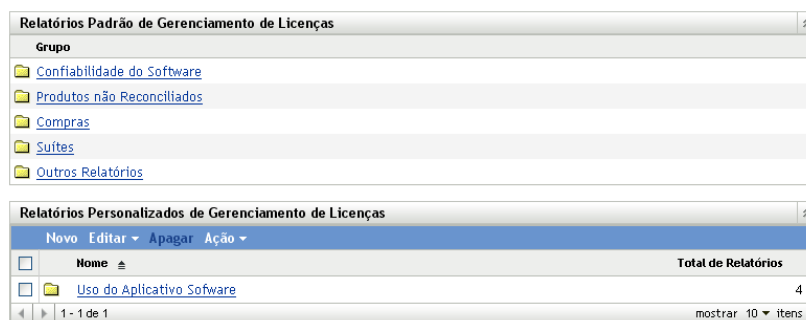 Relatórios Padrão de Gerenciamento de Licenças
Grupo
Confiabilidade do Software
Produtos não Reconciliados
Compras
Suítes
Outros Relatórios
Relatórios Personalizados de Gerenciamento de Licenças
Novo Editar Apagar Ação
Nome Total de Relatórios
Uso do Aplicativo Sofware 4
1 - 1 de 1 mostrar 10 itens